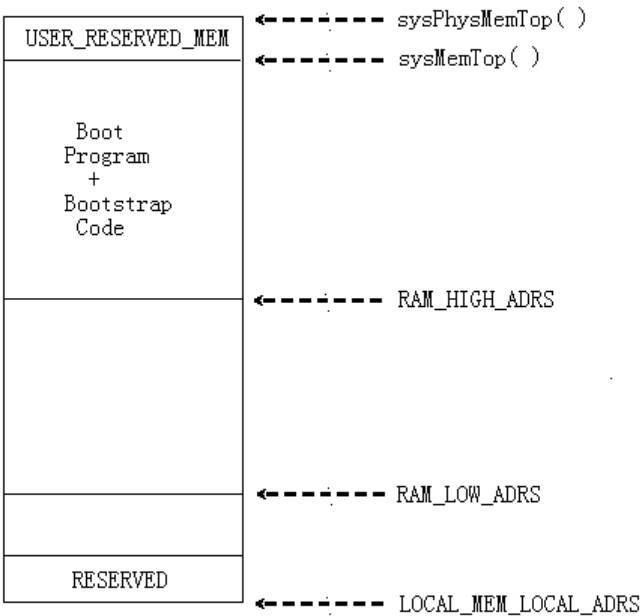 sysPhysMemTop( )
USER_RESERVED_MEM
sysMemTop( )
Boot
Program
+
Bootstrap
Code
RAM_HIGH_ADRS
RAM_LOW_ADRS
RESERVED
LOCAL_MEM_LOCAL_ADRS